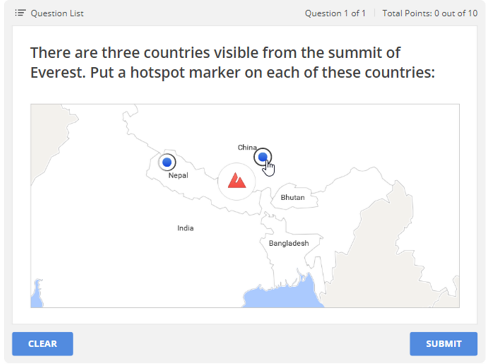 Question List
Question 1 of 1
Total Points: 0 out of 10
There are three countries visible from the summit of
Everest. Put a hotspot marker on each of these countries:
China
Nepal
Bhutan
India
Bangladesh
CLEAR
SUBMIT